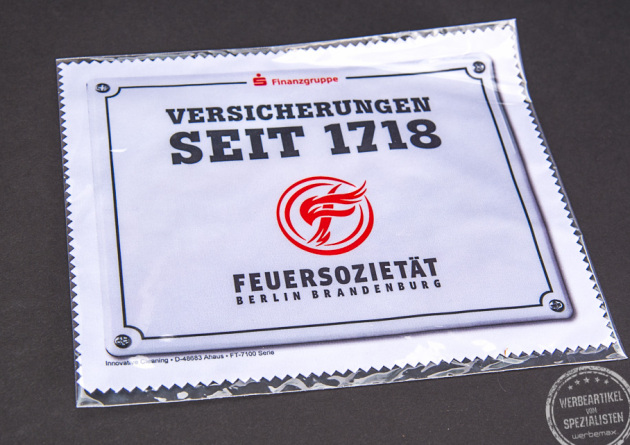 Finanzgruppe
VERSICHERUNGEN
SEIT 1718
FEUERSOZIETÄT
BERLIN BRANDENBURG
Innovative Cleaning • D-48683 Ahaus • FT-7100 Serie
WERBEARTIKEL
VOM
SPEZIALISTEN
werbemax